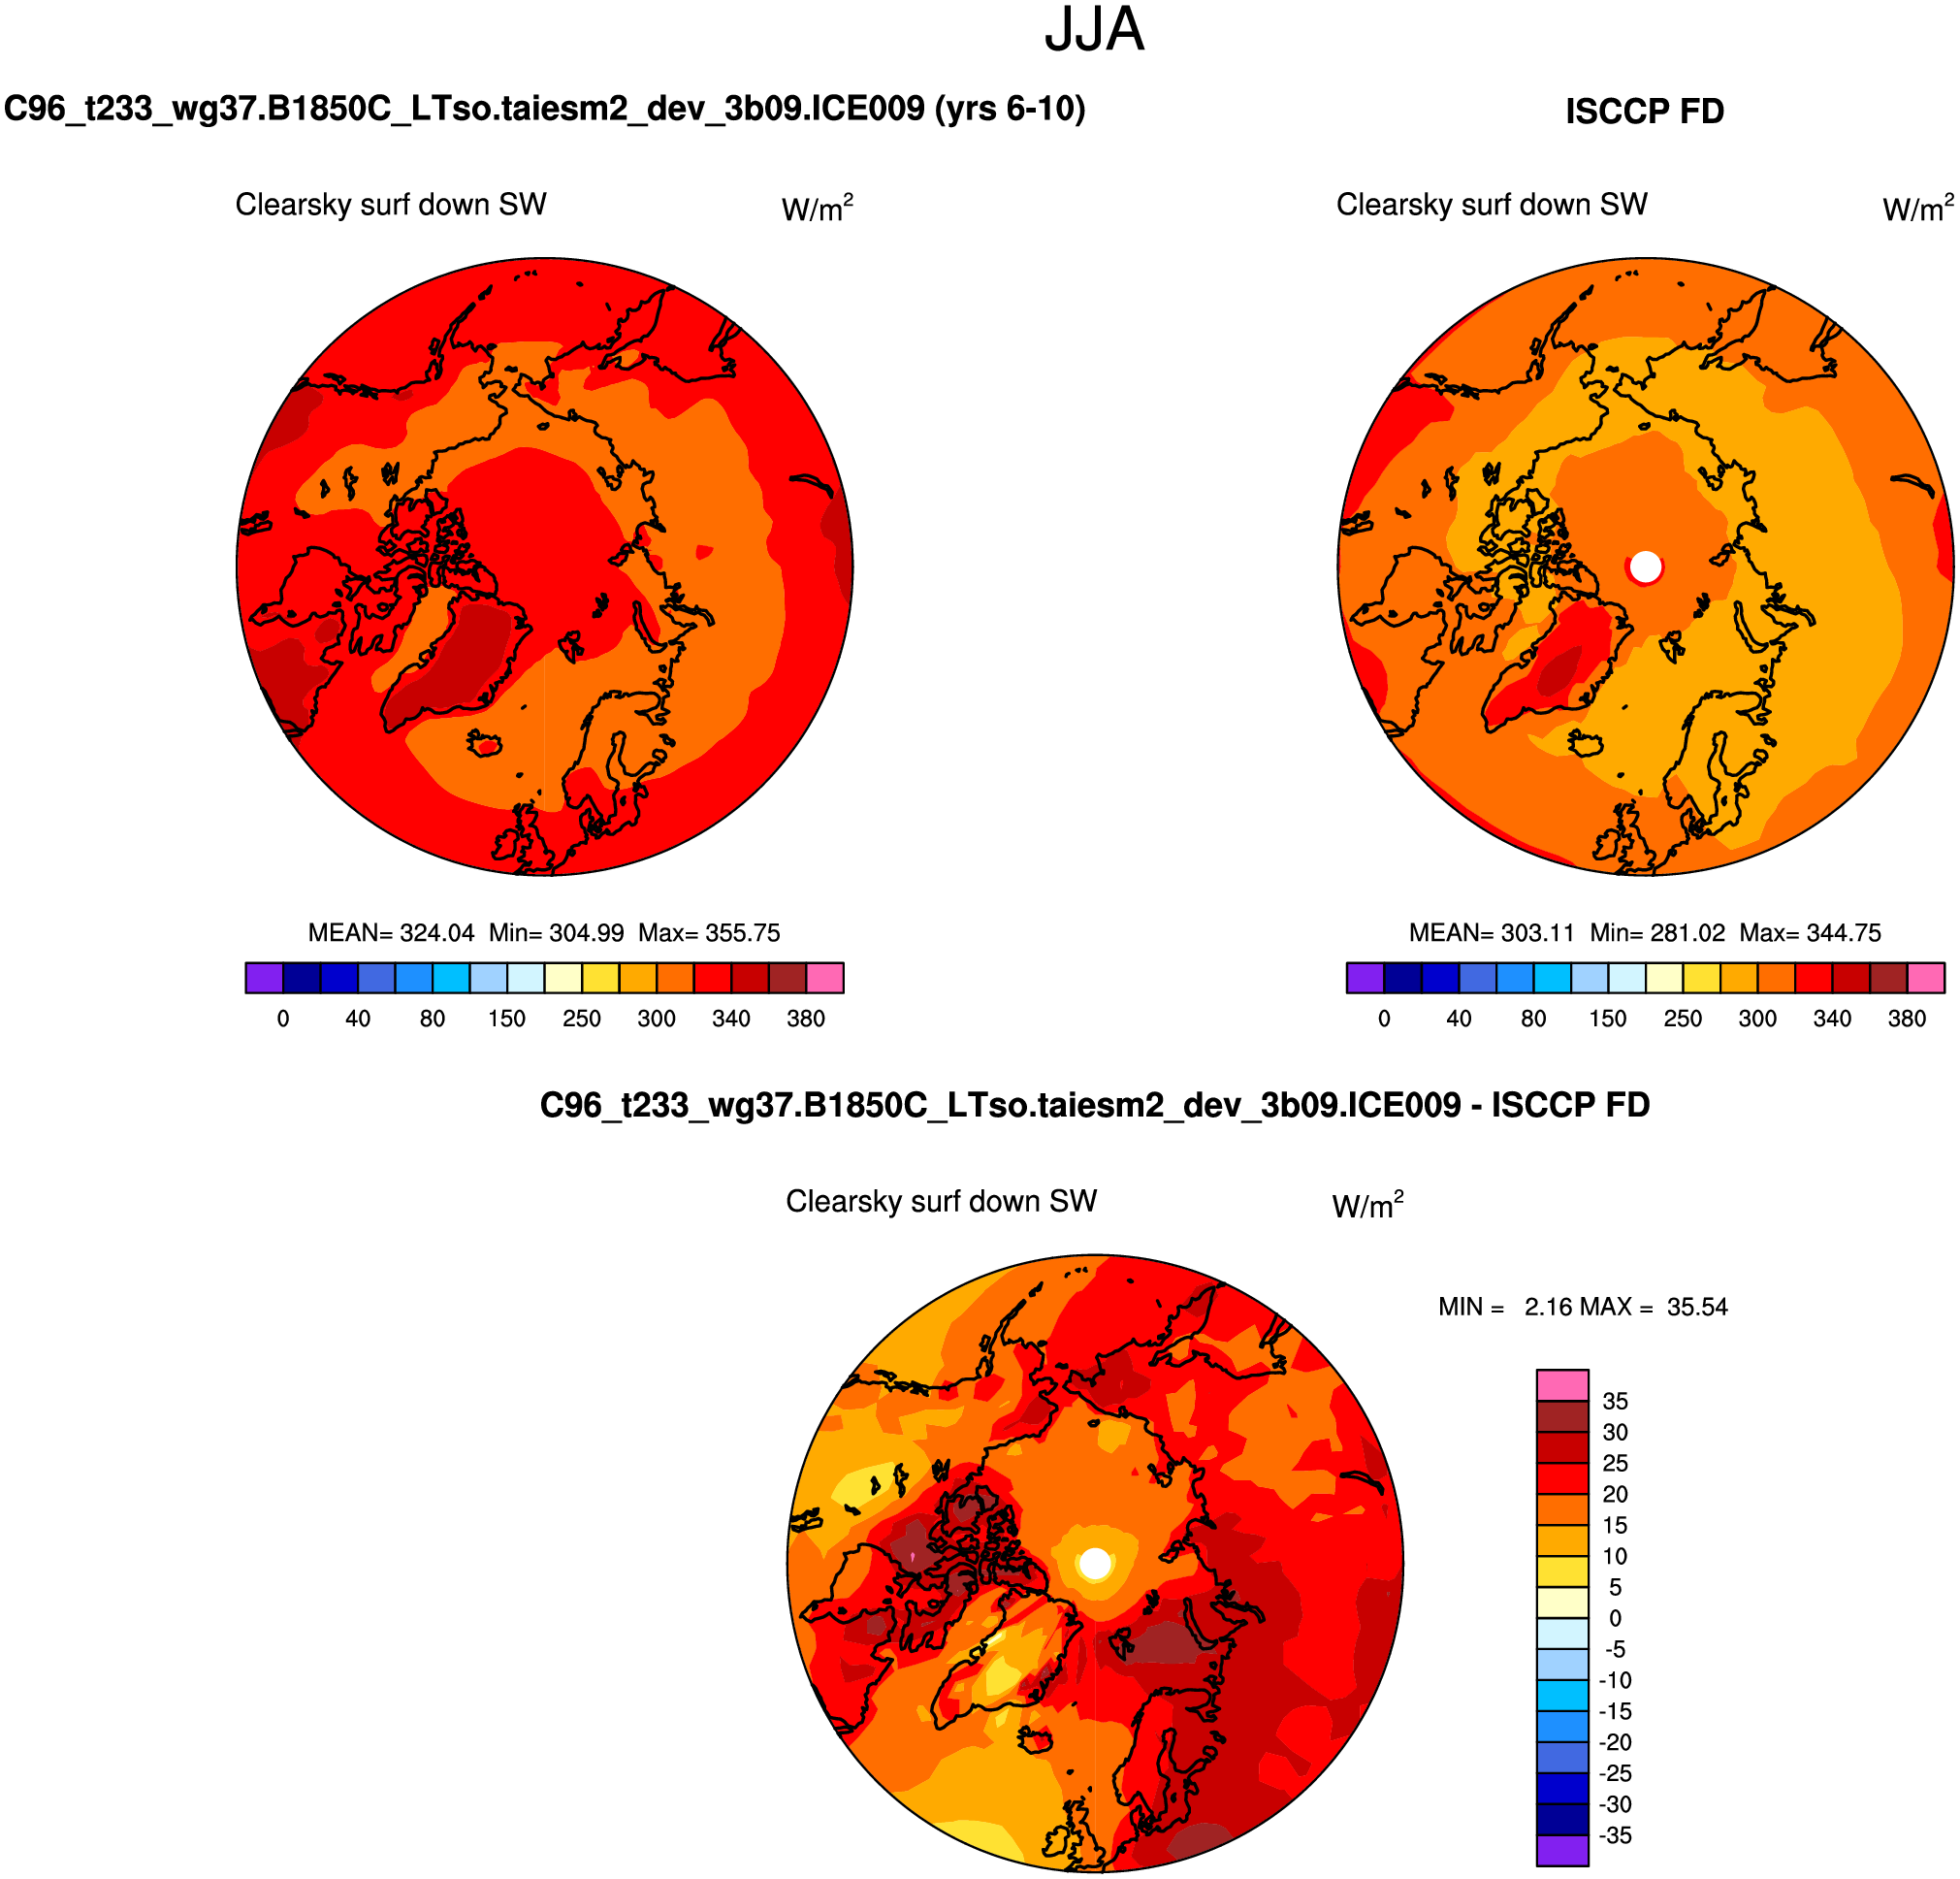 JJA
C96_t233_wg37.B1850C_LTso.taiesm2_dev_3b09.ICE009 (yrs 6-10)
ISCCP FD
Clearsky surf down SW W/m²
Clearsky surf down SW W/m²
MEAN= 324.04 Min= 304.99 Max= 355.75
0 40 80 150 250 300 340 380
MEAN= 303.11 Min= 281.02 Max= 344.75
0 40 80 150 250 300 340 380
C96_t233_wg37.B1850C_LTso.taiesm2_dev_3b09.ICE009 - ISCCP FD
Clearsky surf down SW W/m²
MIN = 2.16 MAX = 35.54
35
30
25
20
15
10
5
0
-5
-10
-15
-20
-25
-30
-35